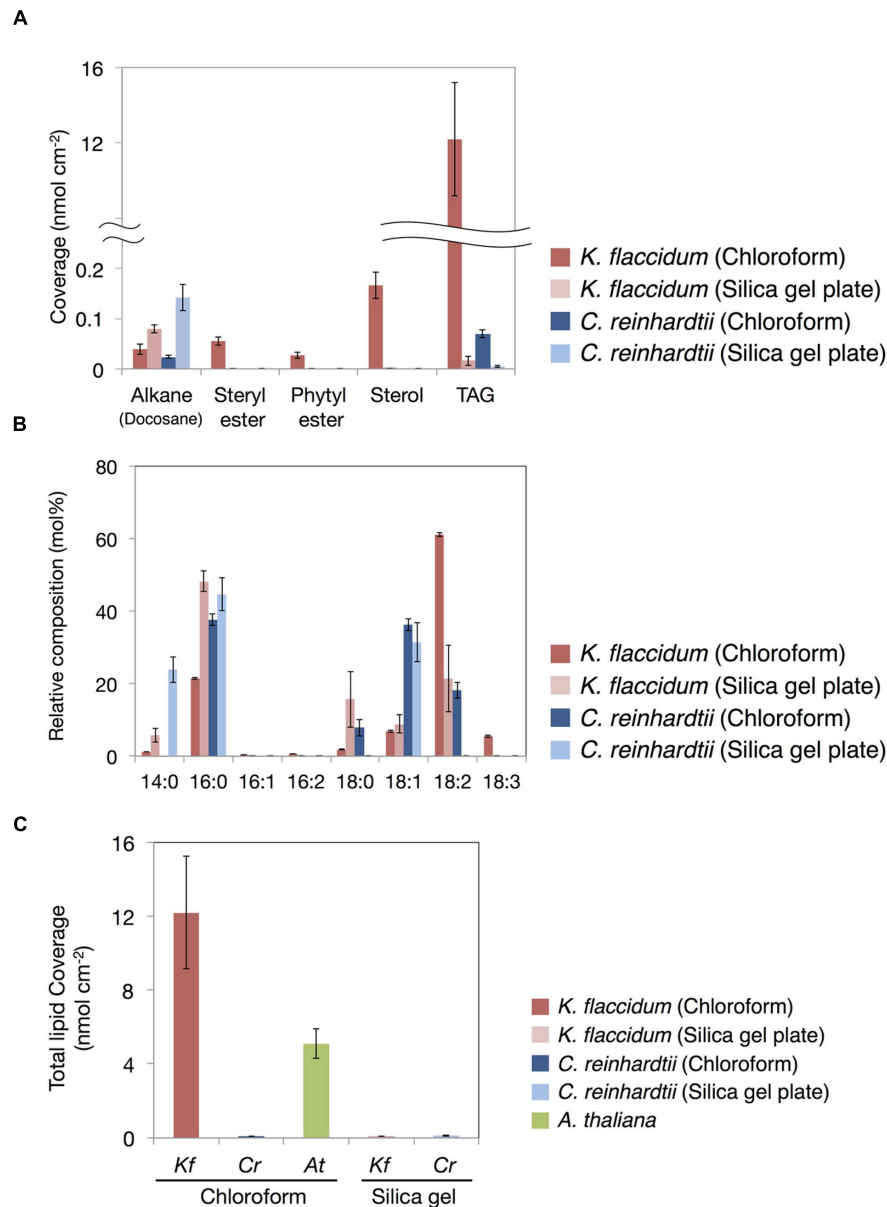 A
16
12
0.2
0.1
0
Coverage (nmol cm-2)
Alkane
(Docosane)
Steryl
ester
Phytyl
ester
Sterol
TAG
K. flaccidum (Chloroform)
K. flaccidum (Silica gel plate)
C. reinhardtii (Chloroform)
C. reinhardtii (Silica gel plate)
B
80
60
40
20
0
Relative composition (mol%)
14:0 16:0 16:1 16:2 18:0 18:1 18:2 18:3
K. flaccidum (Chloroform)
K. flaccidum (Silica gel plate)
C. reinhardtii (Chloroform)
C. reinhardtii (Silica gel plate)
C
16
12
8
4
0
Total lipid Coverage
(nmol cm-2)
Kf Cr At Kf Cr
Chloroform Silica gel
K. flaccidum (Chloroform)
K. flaccidum (Silica gel plate)
C. reinhardtii (Chloroform)
C. reinhardtii (Silica gel plate)
A. thaliana